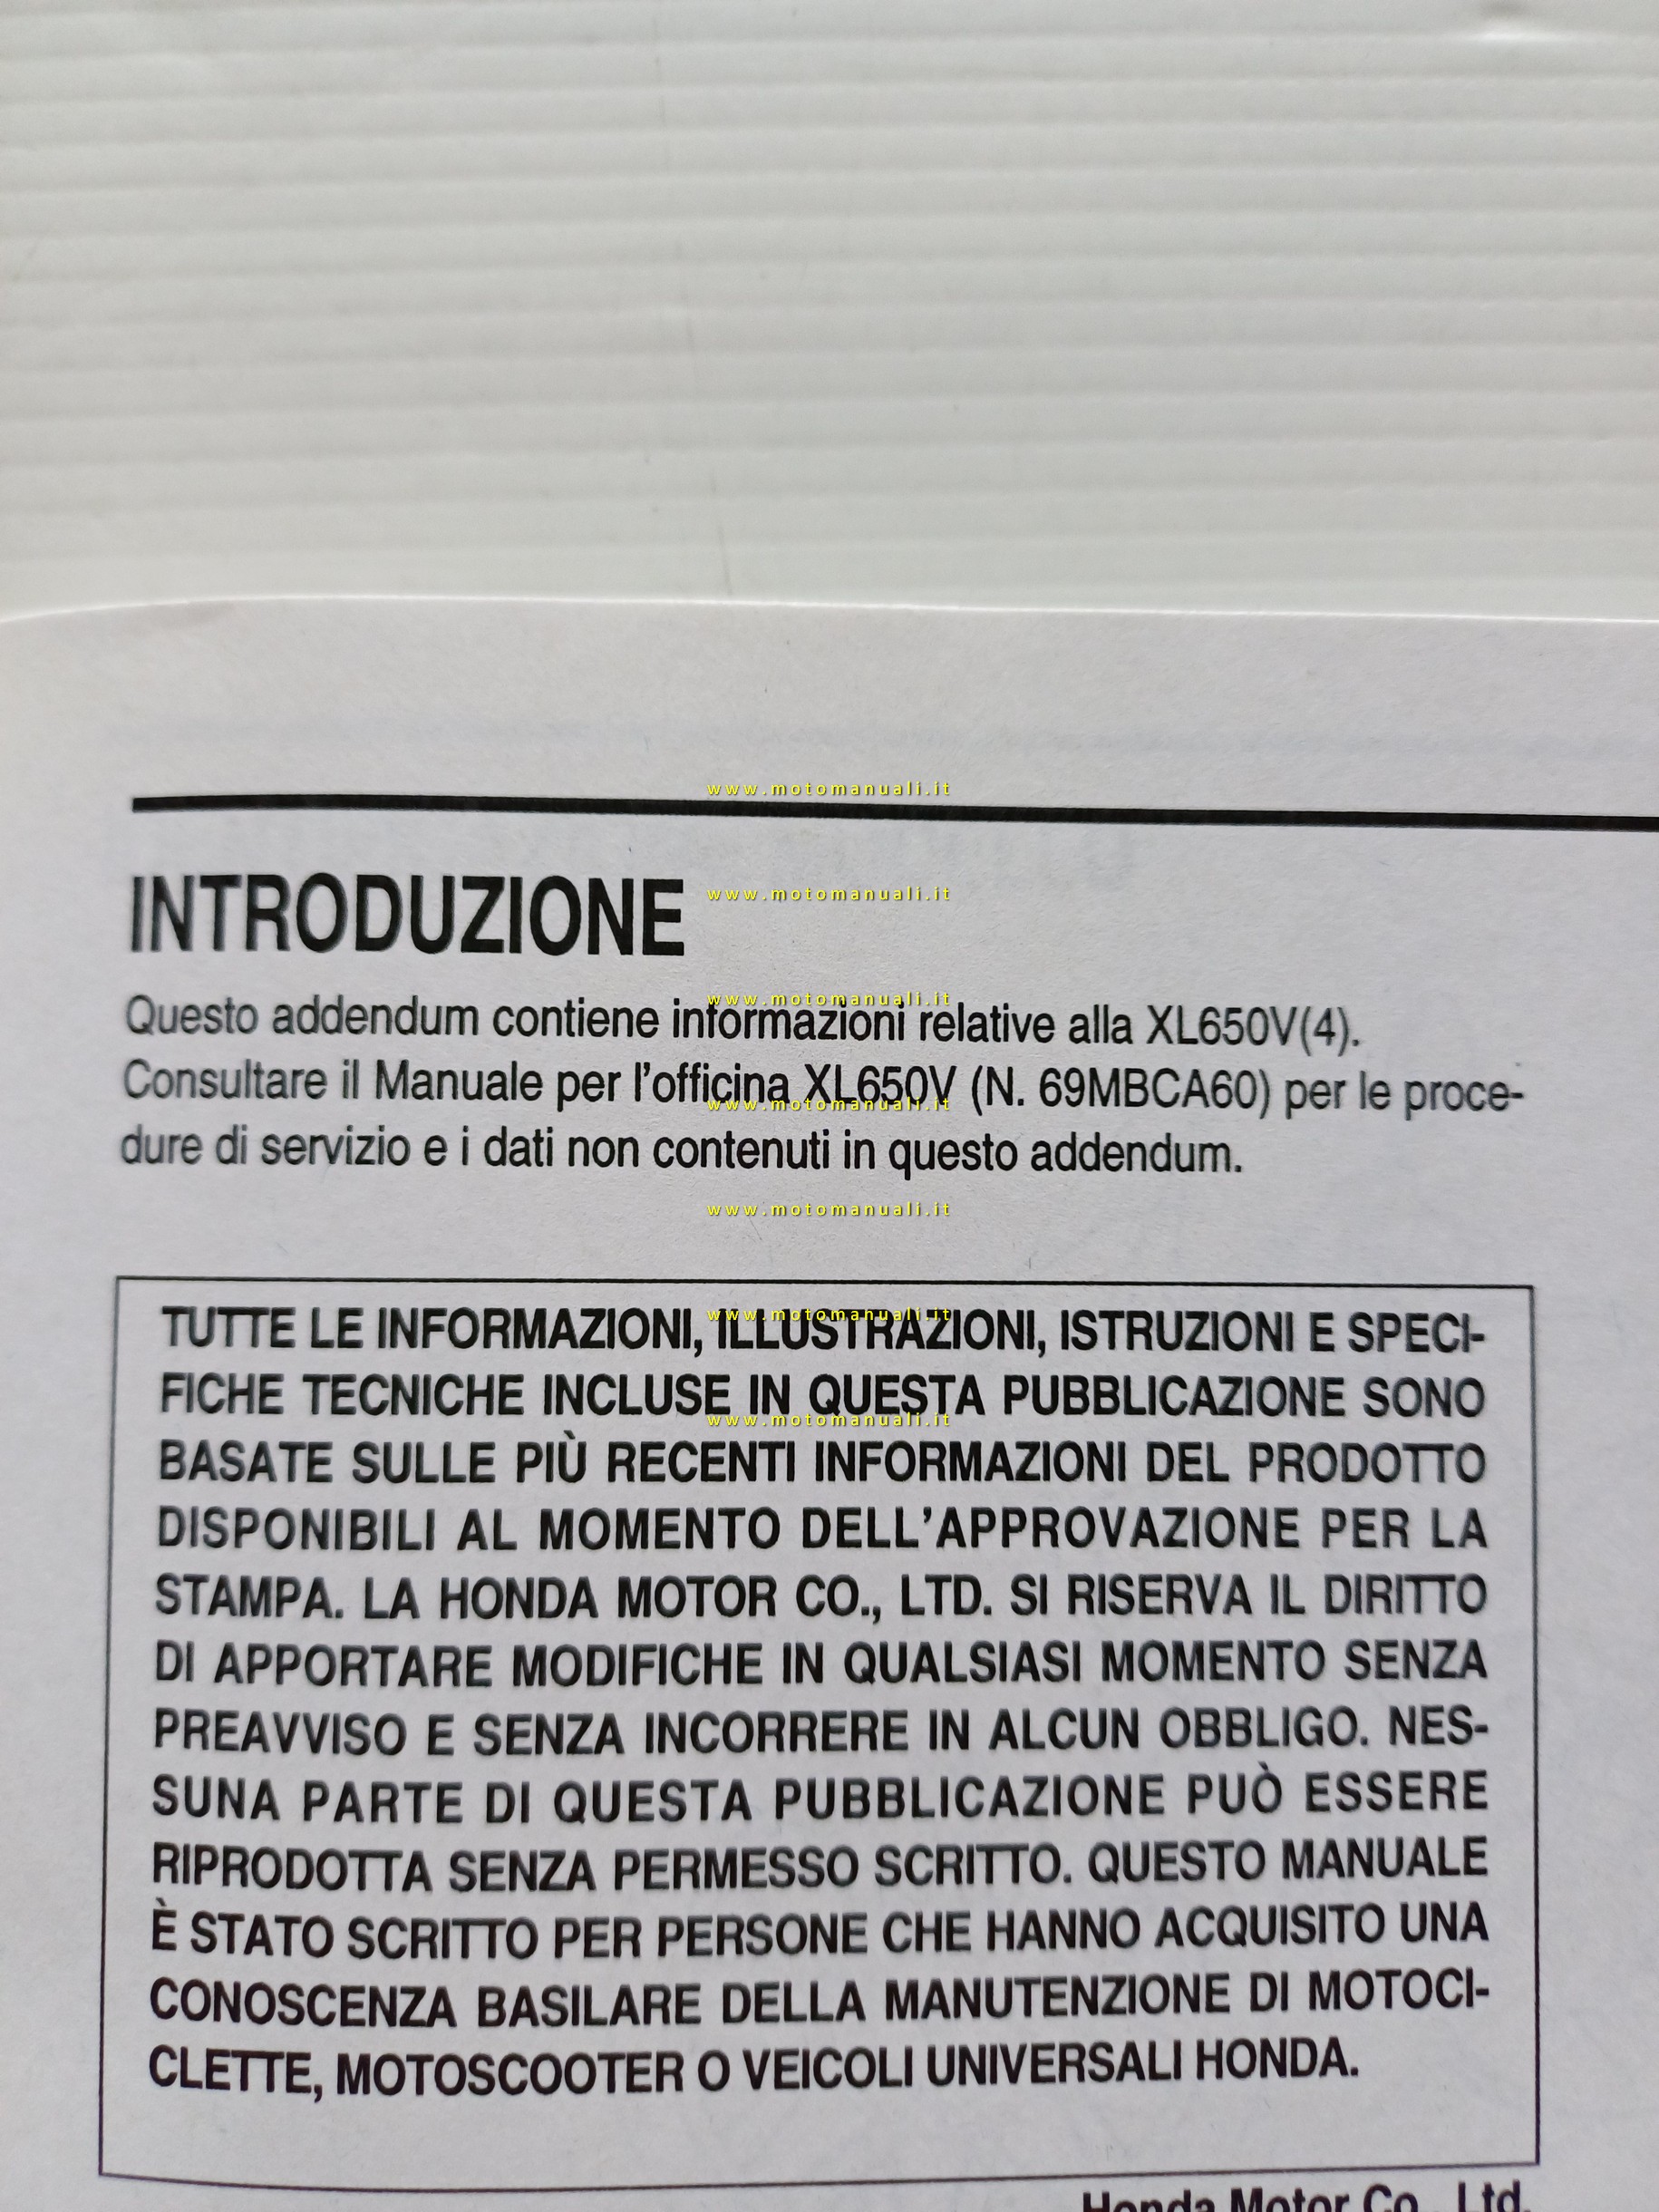 www.motomanuali.it
INTRODUZIONE
www.motomanuali.it
www.motomanuali.it
Questo addendum contiene informazioni relative alla XL650V(4).
Consultare il Manuale per l'officina XL650V (N. 69MBCA60) per le proce-
www.motomanuali.it
dure di servizio e i dati non contenuti in questo addendum.
www.motomanuali.it
www.motomanuali.it
TUTTE LE INFORMAZIONI, ILLUSTRAZIONI, ISTRUZIONI E SPECI-
FICHE TECNICHE INCLUSE IN QUESTA PUBBLICAZIONE SONO
www.motomanuali.it
BASATE SULLE PIÙ RECENTI INFORMAZIONI DEL PRODOTTO
DISPONIBILI AL MOMENTO DELL'APPROVAZIONE PER LA
STAMPA. LA HONDA MOTOR CO., LTD. SI RISERVA IL DIRITTO
DI APPORTARE MODIFICHE IN QUALSIASI MOMENTO SENZA
PREAVVISO E SENZA INCORRERE IN ALCUN OBBLIGO. NES-
SUNA PARTE DI QUESTA PUBBLICAZIONE PUÒ ESSERE
RIPRODOTTA SENZA PERMESSO SCRITTO. QUESTO MANUALE
È STATO SCRITTO PER PERSONE CHE HANNO ACQUISITO UNA
CONOSCENZA BASILARE DELLA MANUTENZIONE DI MOTOCI-
CLETTE, MOTOSCOOTER O VEICOLI UNIVERSALI HONDA.
Honda Motor Co., Ltd.